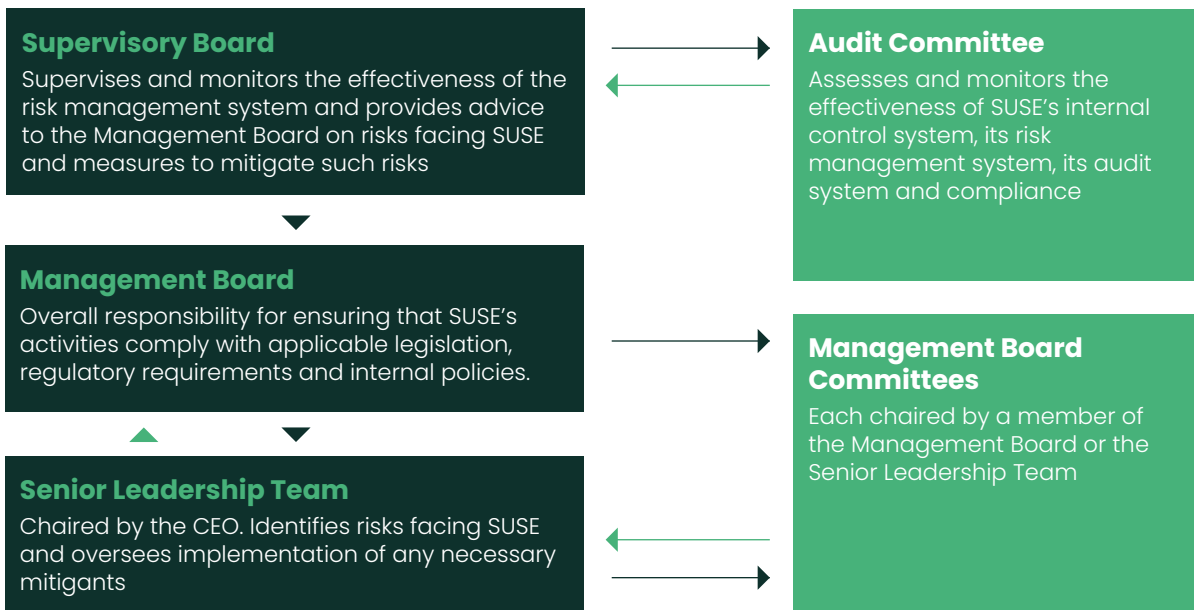 Supervisory Board
Supervises and monitors the effectiveness of the
risk management system and provides advice
to the Management Board on risks facing SUSE
and measures to mitigate such risks
Audit Committee
Assesses and monitors the
effectiveness of SUSE’s internal
control system, its risk
management system, its audit
system and compliance
Management Board
Overall responsibility for ensuring that SUSE’s
activities comply with applicable legislation,
regulatory requirements and internal policies.
Management Board
Committees
Each chaired by a member of
the Management Board or the
Senior Leadership Team
Senior Leadership Team
Chaired by the CEO. Identifies risks facing SUSE
and oversees implementation of any necessary
mitigants